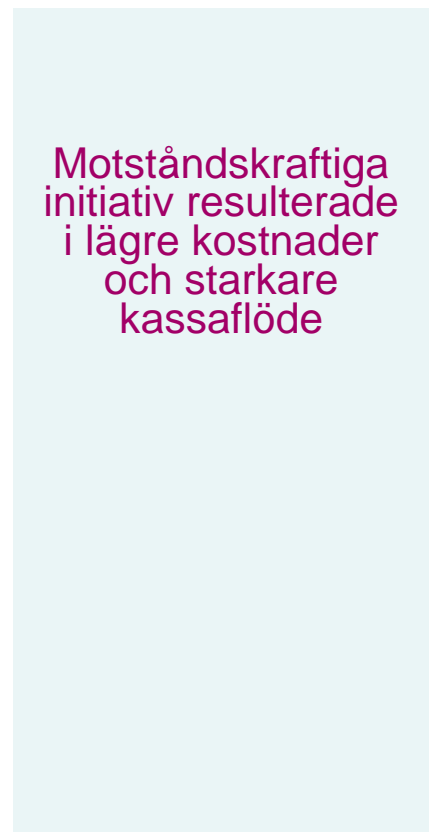 Motståndskraftiga
initiativ resulterade
i lägre kostnader
och starkare
kassaflöde